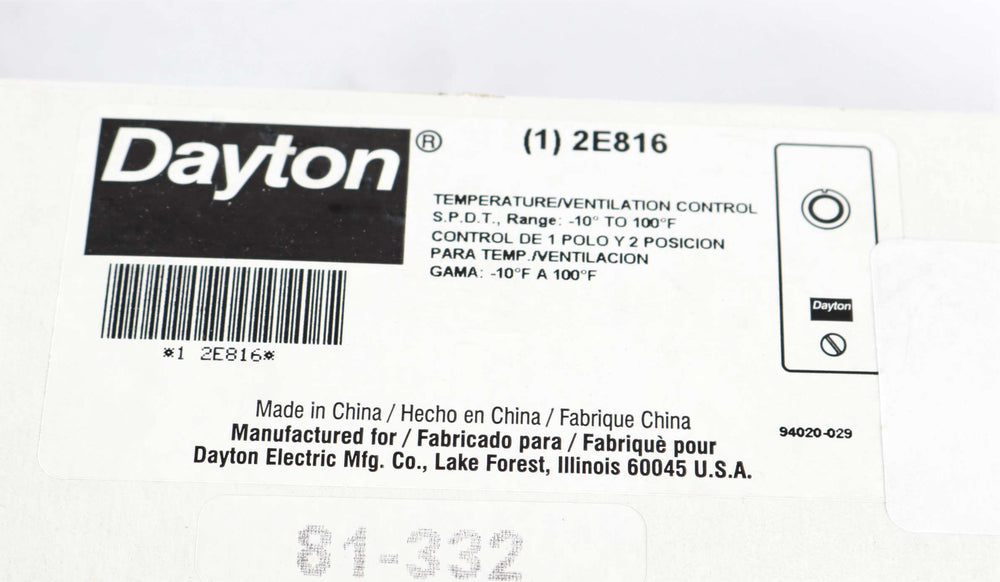 Dayton®
(1) 2E816
TEMPERATURE/VENTILATION CONTROL
S.P.D.T., Range: -10° TO 100°F
CONTROL DE 1 POLO Y 2 POSICION
PARA TEMP./VENTILACION
GAMA: -10°F A 100°F
*1 2E816*
Dayton
94020-029
Made in China / Hecho en China / Fabrique China
Manufactured for / Fabricado para / Fabriquè pour
Dayton Electric Mfg. Co., Lake Forest, Illinois 60045 U.S.A.
81-332